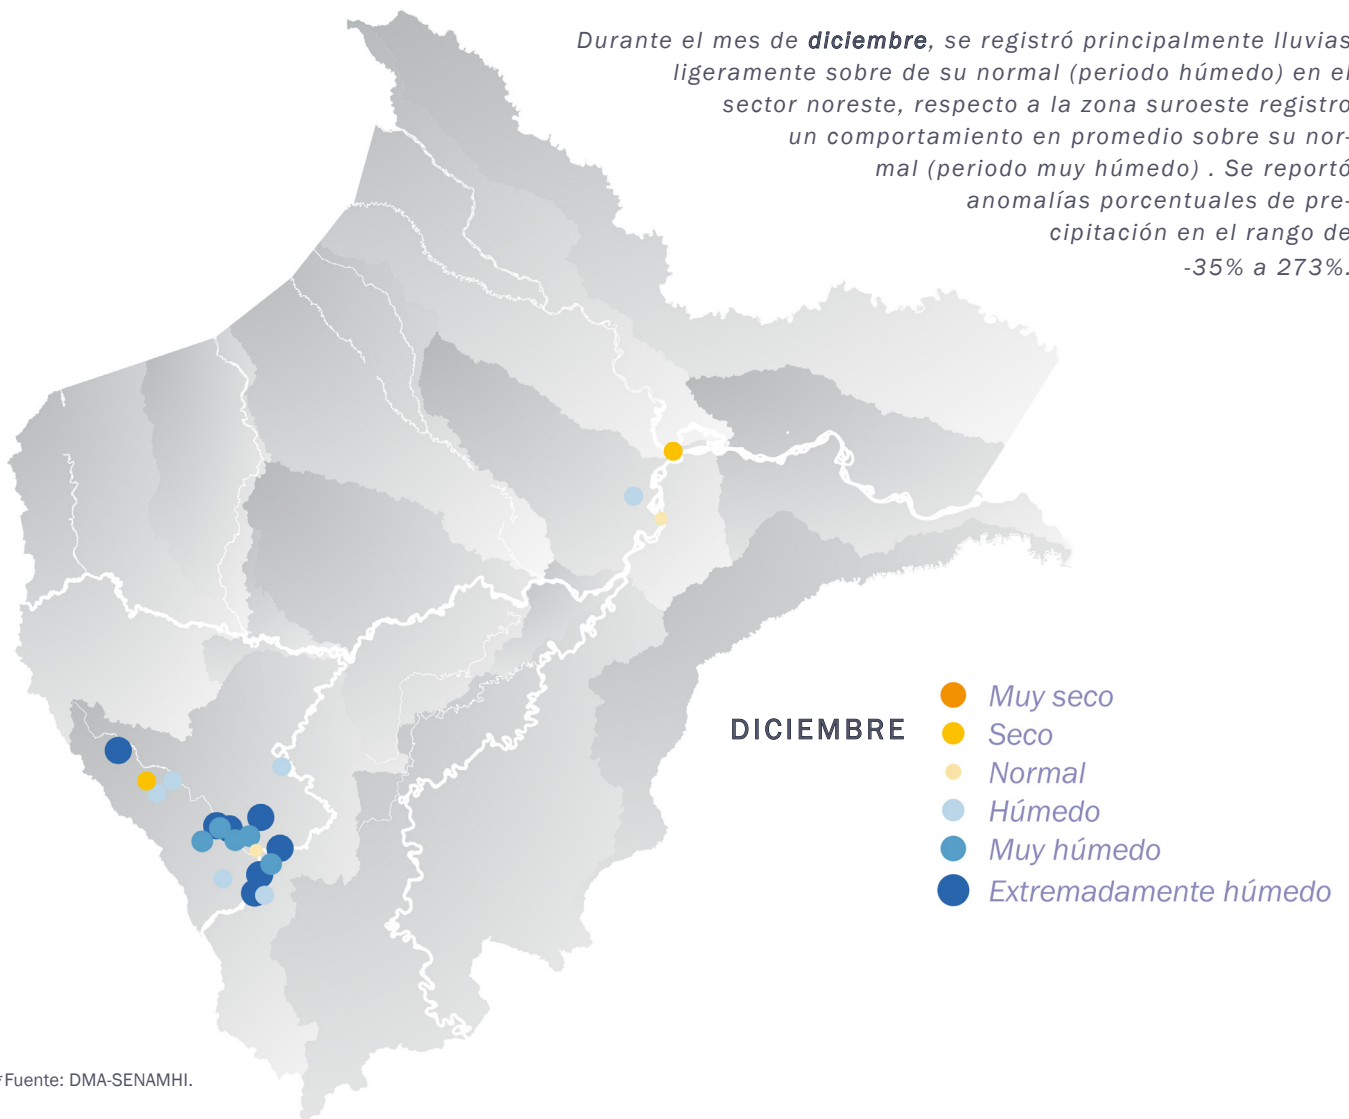 Durante el mes de diciembre, se registró principalmente lluvias
ligeramente sobre de su normal (periodo húmedo) en el
sector noreste, respecto a la zona suroeste registro
un comportamiento en promedio sobre su nor-
mal (periodo muy húmedo) . Se reportó
anomalías porcentuales de pre-
cipitación en el rango de
-35% a 273%.
DICIEMBRE
Muy seco
Seco
Normal
Húmedo
Muy húmedo
Extremadamente húmedo
*Fuente: DMA-SENAMHI.